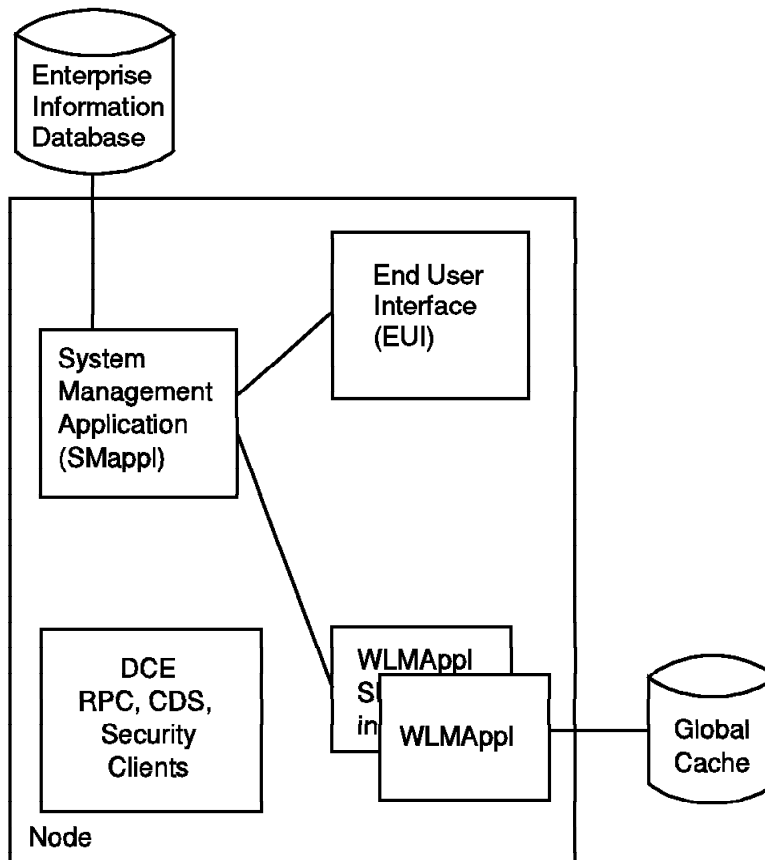 Enterprise
Information
Database
End User
Interface
(EUI)
System
Management
Application
(SMappl)
DCE
RPC, CDS,
Security
Clients
WLMAppl
WLMAppl
Global
Cache
Node